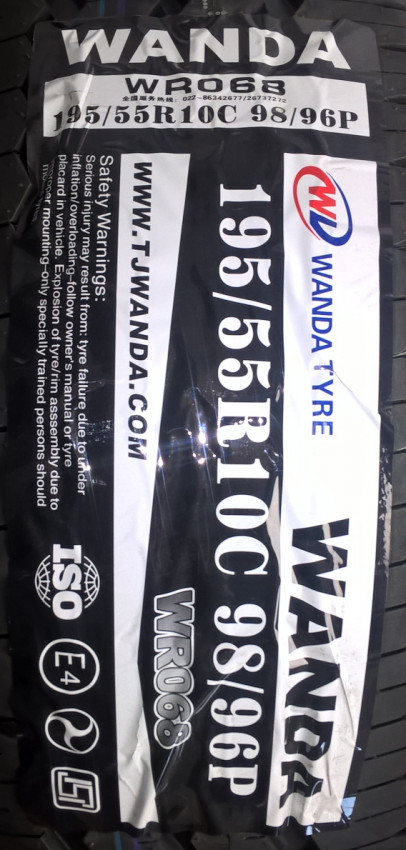 WANDA
WR068
全国服务热线: 022-86342677/26737272
195/55R10C 98/96P
WANDA TYRE
WANDA
195/55R10C 98/96P
WR068
WWW.TJWANDA.COM
Safety Warnings:
Serious injury may result from: tyre failure due to under
inflation/overloading-follow owner's manual or tyre
placard in vehicle. Explosion of tyre/rim asssembly due to
mounting-only specially trained persons should
ISO
E4